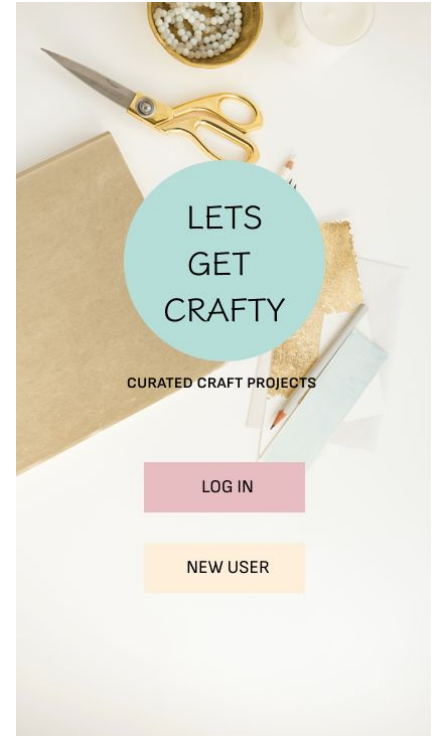 LETS
GET
CRAFTY
CURATED CRAFT PROJECTS
LOG IN
NEW USER